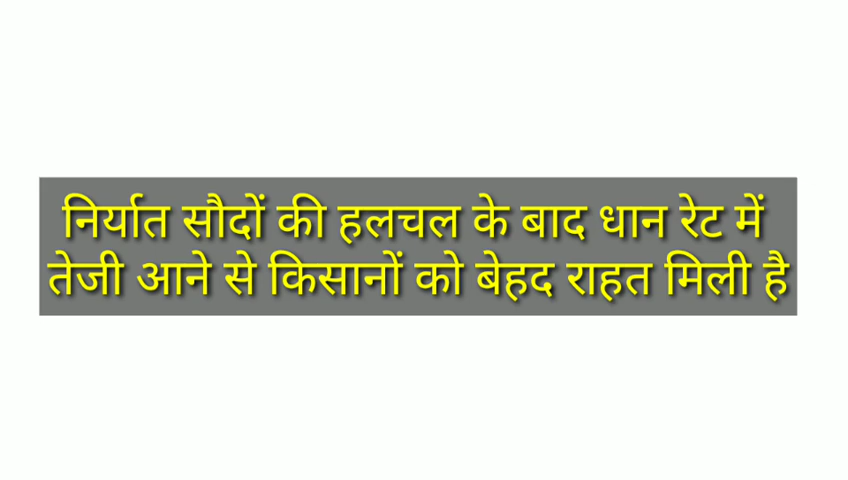 निर्यात सौदों की हलचल के बाद धान रेट में
तेजी आने से किसानों को बेहद राहत मिली है